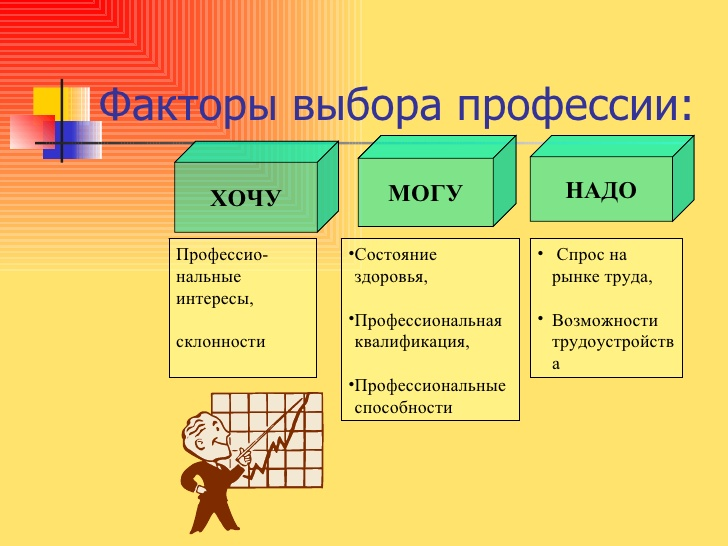 Факторы выбора профессии:
ХОЧУ
МОГУ
НАДО
Профессио-
нальные
интересы,
склонности
•Состояние
здоровья,
•Профессиональная
квалификация,
•Профессиональные
способности
• Спрос на
рынке труда,
• Возможности
трудоустройств
а